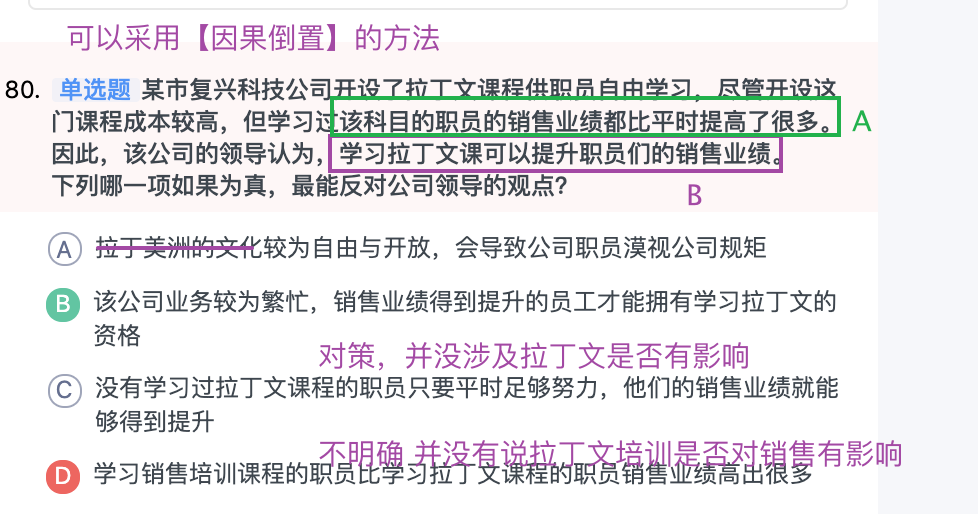 可以采用【因果倒置】的方法
80. 单选题 某市复兴科技公司开设了拉丁文课程供职员自由学习，尽管开设这
门课程成本较高，但学习过该科目的职员的销售业绩都比平时提高了很多。 A
因此，该公司的领导认为，学习拉丁文课可以提升职员们的销售业绩。
下列哪一项如果为真，最能反对公司领导的观点?
B
A 拉丁美洲的文化较为自由与开放，会导致公司职员漠视公司规矩
B 该公司业务较为繁忙，销售业绩得到提升的员工才能拥有学习拉丁文的
资格
对策，并没涉及拉丁文是否有影响
C 没有学习过拉丁文课程的职员只要平时足够努力，他们的销售业绩就能
够得到提升
不明确 并没有说拉丁文培训是否对销售有影响
D 学习销售培训课程的职员比学习拉丁文课程的职员销售业绩高出很多